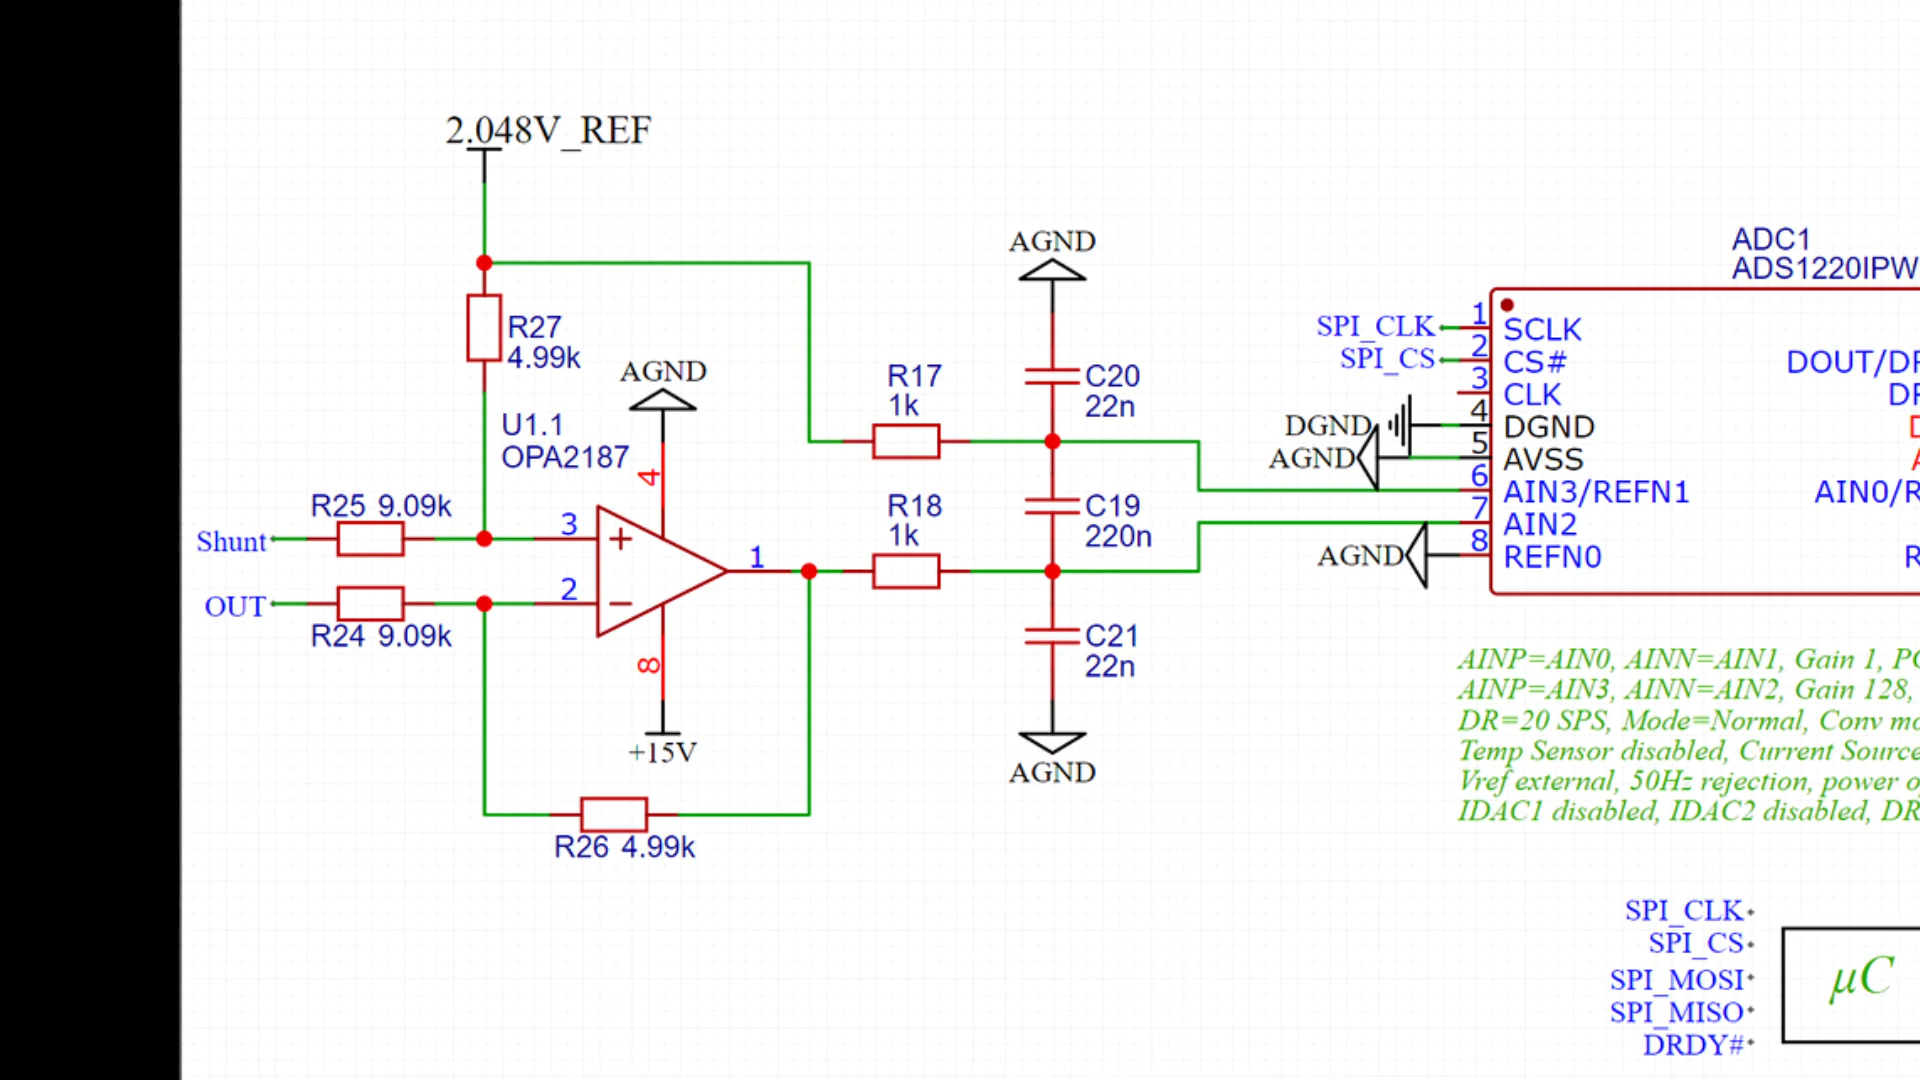 2.048V_REF
R27
4.99k
AGND
U1.1
OPA2187
4
R25 9.09k
Shunt
3
1
2
OUT
R24 9.09k
8
+15V
R26 4.99k
R17
1k
R18
1k
AGND
C20
22n
C19
220n
C21
22n
AGND
ADC1
ADS1220IPW
SPI_CLK 1 SCLK
SPI_CS 2 CS#
3 CLK
DGND 4 DGND
AGND 5 AVSS
6 AIN3/REFN1
7 AIN2
AGND 8 REFN0
AINP=AIN0, AINN=AIN1, Gain 1,
AINP=AIN3, AINN=AIN2, Gain 128,
DR=20 SPS, Mode=Normal, Conv
Temp Sensor disabled, Current Source
Vref external, 50Hz rejection, power
IDAC1 disabled, IDAC2 disabled,
SPI_CLK
SPI_CS
SPI_MOSI
SPI_MISO
DRDY#
µC